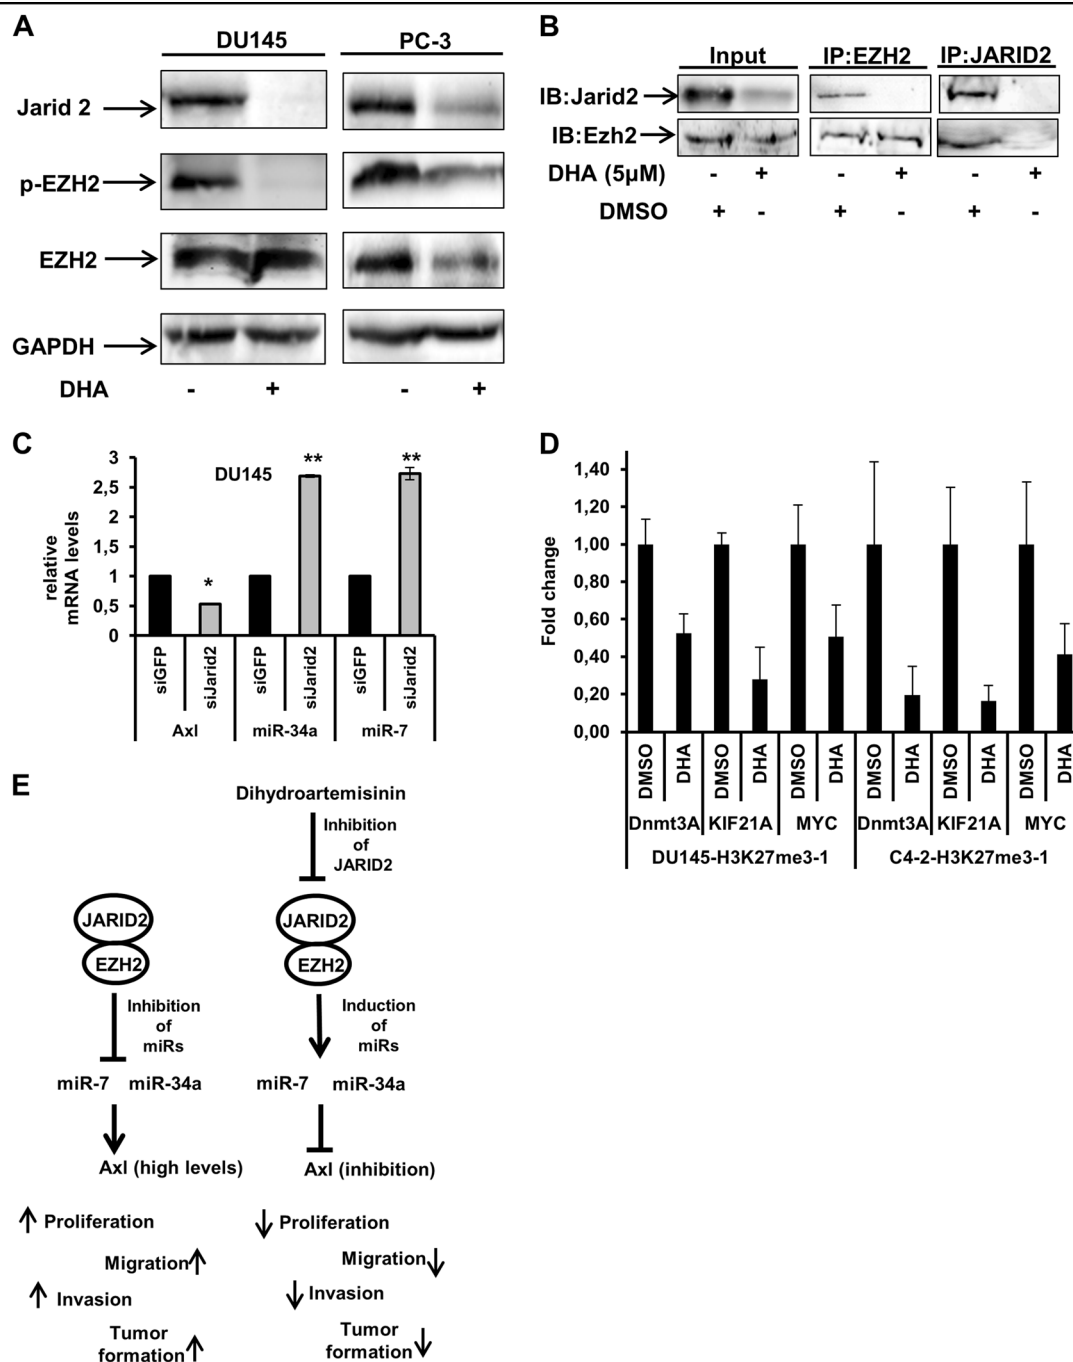 A
DU145 PC-3
Jarid 2
p-EZH2
EZH2
GAPDH
DHA - + - +
B
Input IP:EZH2 IP:JARID2
IB:Jarid2
IB:Ezh2
DHA (5µM) - + - + - +
DMSO + - + - + -
C
DU145
relative
mRNA levels
3
2,5
2
1,5
1
0,5
0
* ** **
siGFP siJarid2 siGFP siJarid2 siGFP siJarid2
Axl miR-34a miR-7
D
Fold change
1,40
1,20
1,00
0,80
0,60
0,40
0,20
0,00
DMSO DHA DMSO DHA DMSO DHA DMSO DHA DMSO DHA DMSO DHA
Dnmt3A KIF21A MYC Dnmt3A KIF21A MYC
DU145-H3K27me3-1 C4-2-H3K27me3-1
E
JARID2
EZH2
Inhibition
of
miRs
miR-7 miR-34a
Axl (high levels)
Proliferation
Migration
Invasion
Tumor
formation
Dihydroartemisinin
Inhibition
of
JARID2
JARID2
EZH2
Induction
of
miRs
miR-7 miR-34a
Axl (inhibition)
Proliferation
Migration
Invasion
Tumor
formation